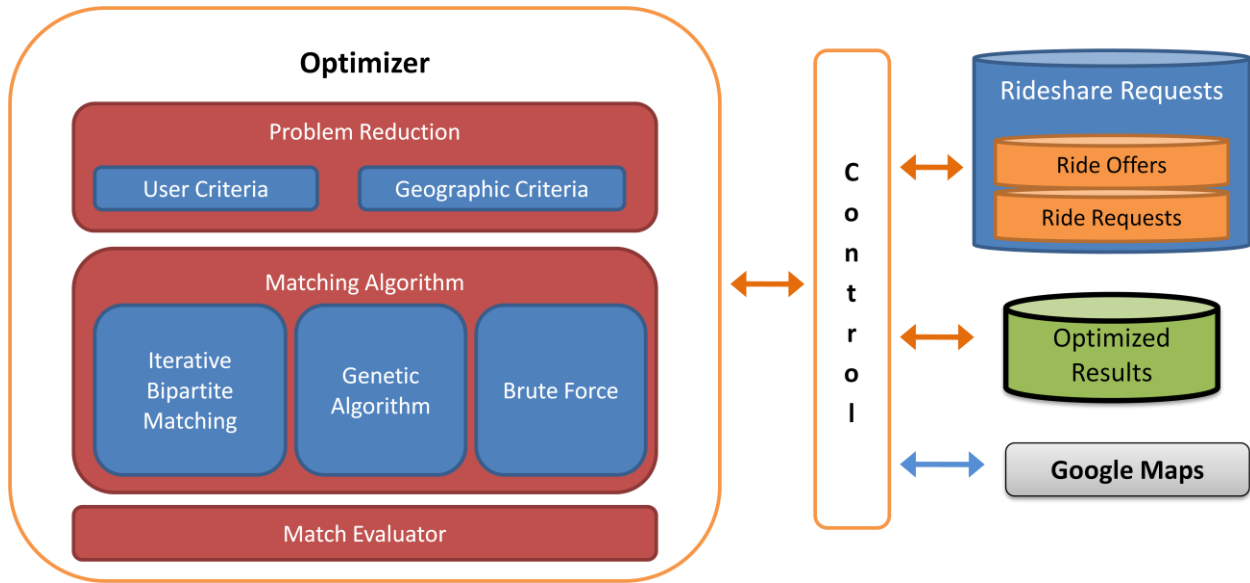 Optimizer
Problem Reduction
User Criteria
Geographic Criteria
Matching Algorithm
Iterative
Bipartite
Matching
Genetic
Algorithm
Brute Force
Match Evaluator
Control
Rideshare Requests
Ride Offers
Ride Requests
Optimized
Results
Google Maps